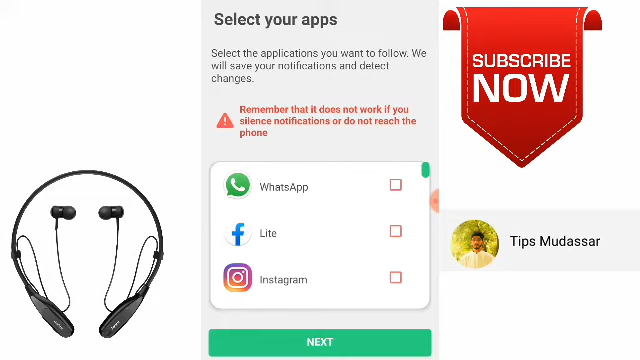 Select your apps
Select the applications you want to follow. We
will save your notifications and detect
changes.
Remember that it does not work if you
silence notifications or do not reach the
phone
WhatsApp
Lite
Instagram
NEXT
SUBSCRIBE
NOW
Tips Mudassar